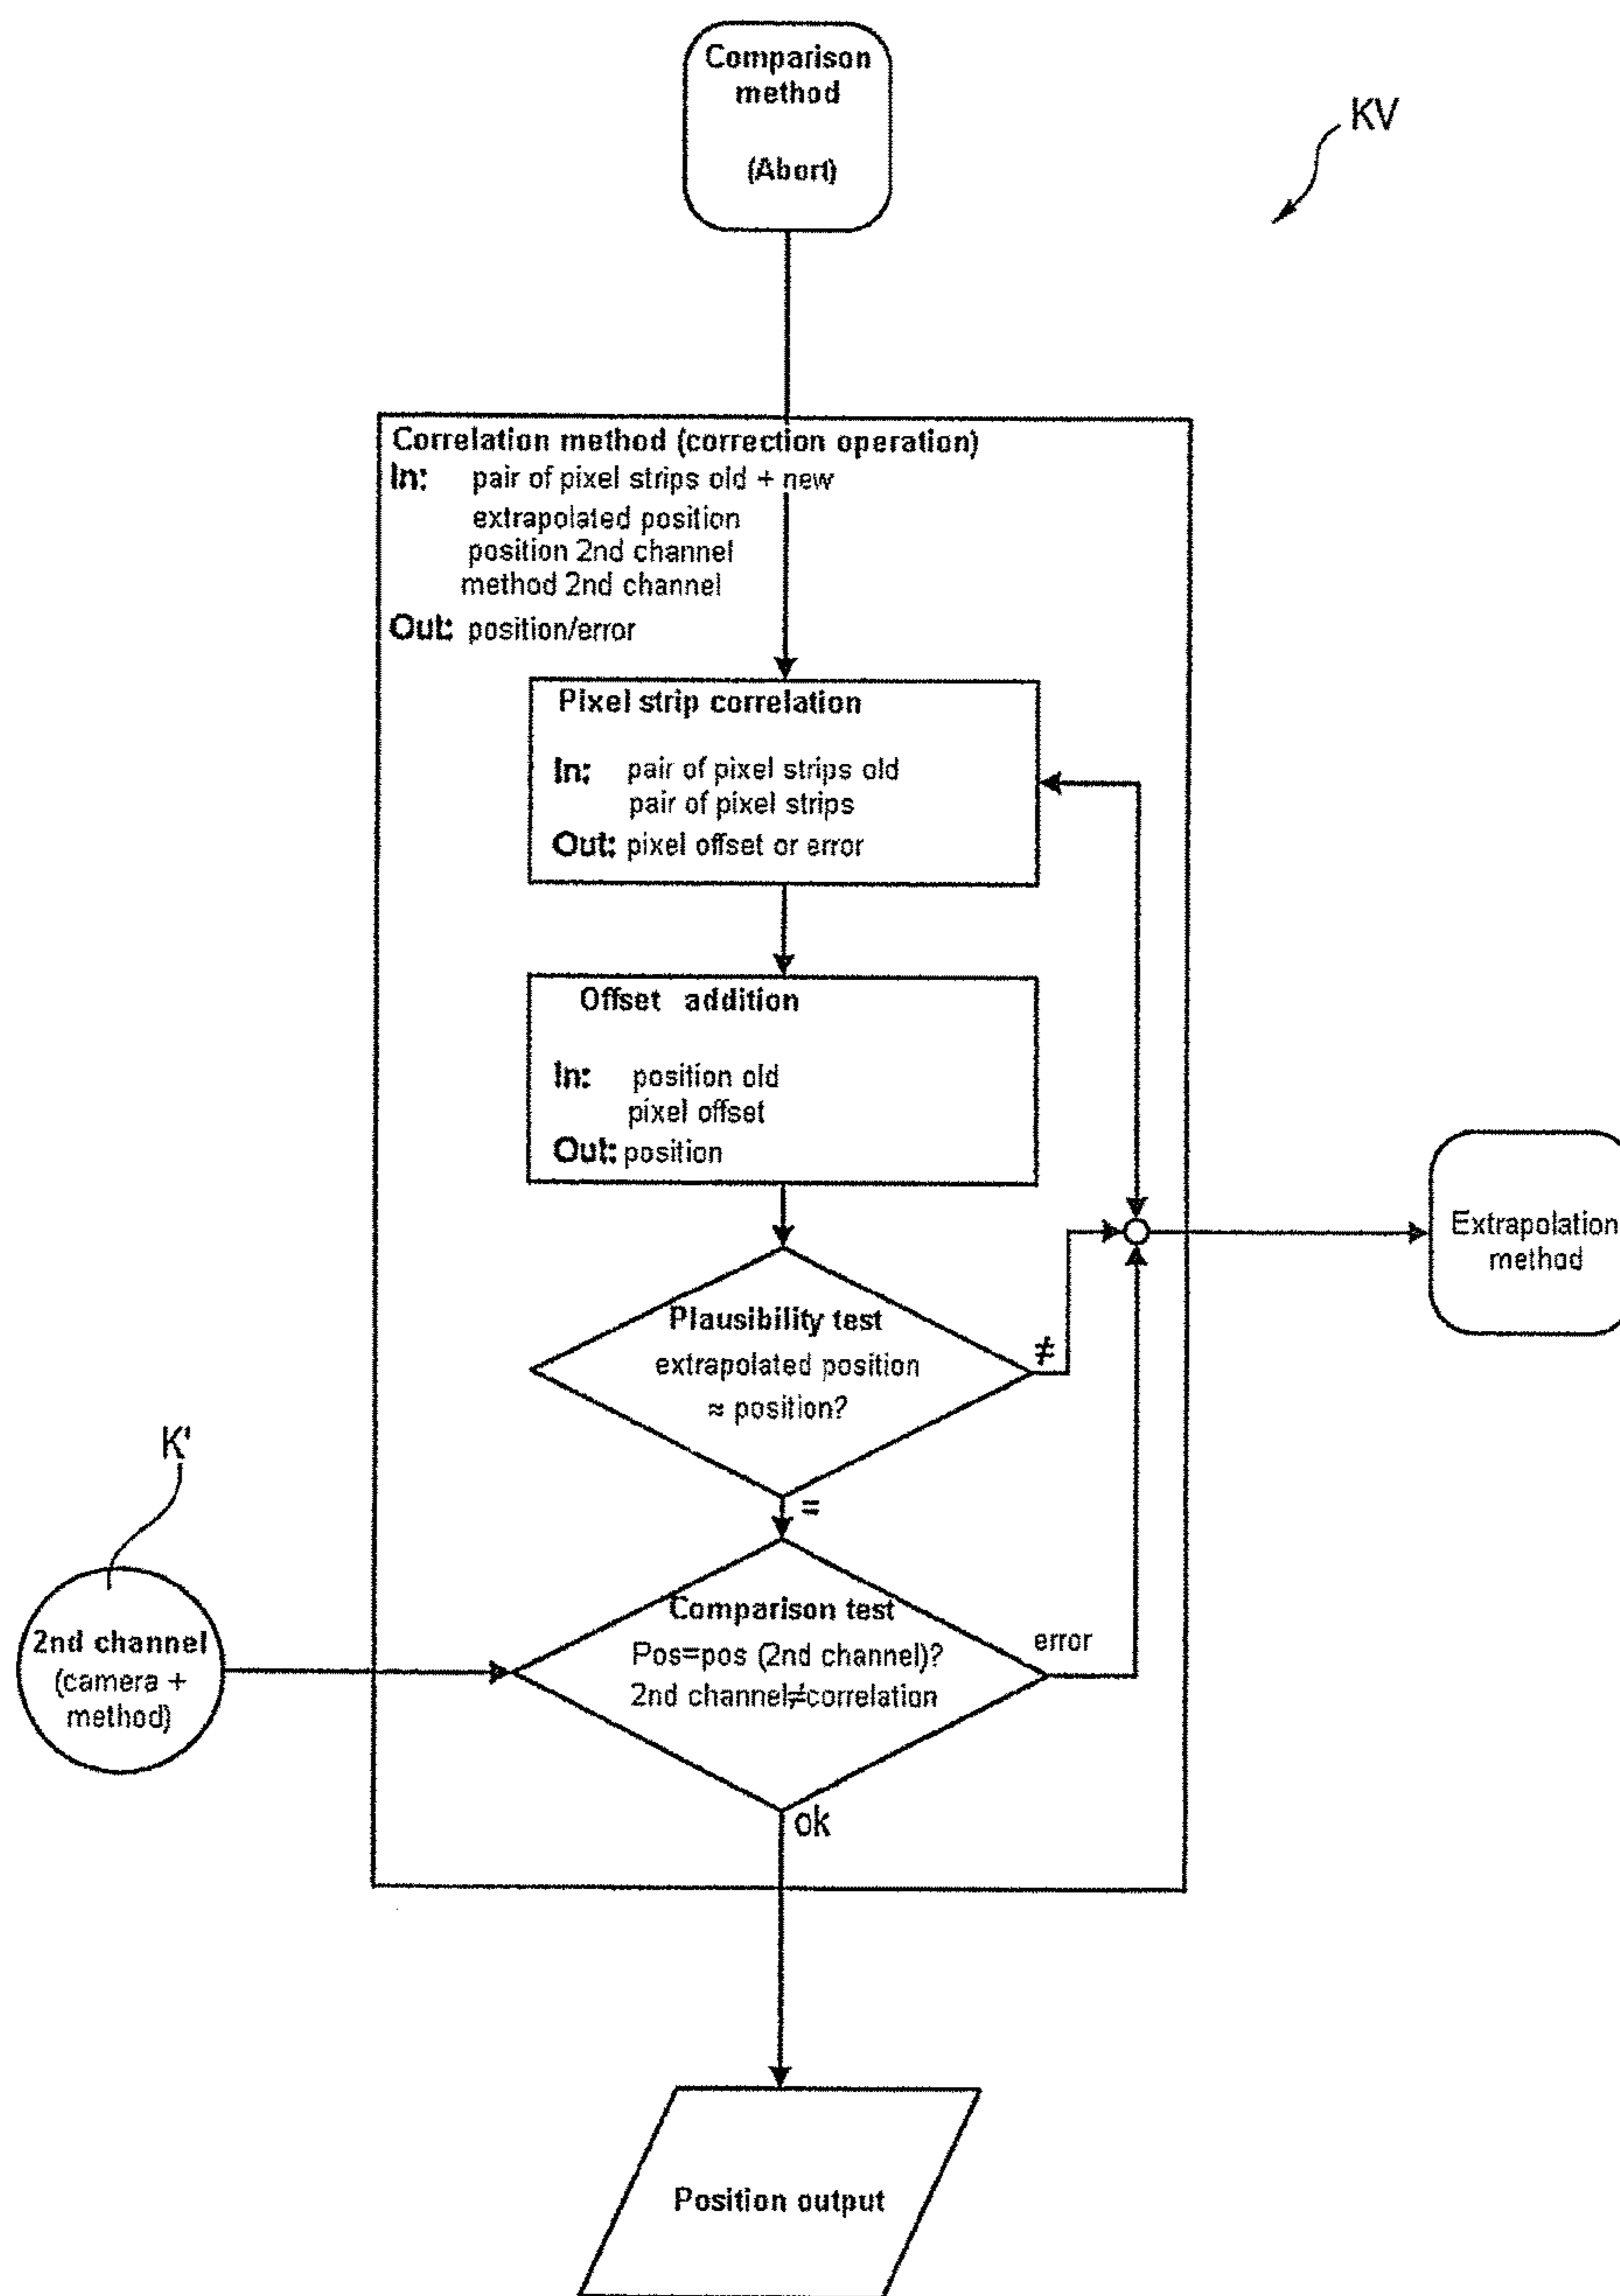 Comparison
method
(Abort)
KV
Correlation method (correction operation)
In: pair of pixel strips old + new
extrapolated position
position 2nd channel
method 2nd channel
Out: position/error
Pixel strip correlation
In: pair of pixel strips old
pair of pixel strips
Out: pixel offset or error
Offset addition
In: position old
pixel offset
Out: position
Extrapolation
method
Plausibility test
extrapolated position
≈ position?
≠
=
K'
2nd channel
(camera +
method)
Comparison test
Pos=pos (2nd channel)?
2nd channel≠correlation
error
ok
Position output